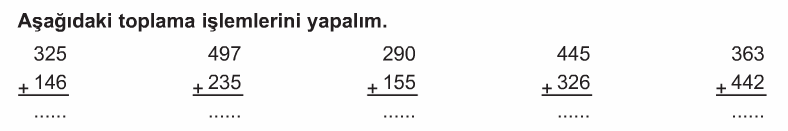 Aşağıdaki toplama işlemlerini yapalım.
325 497 290 445 363
+ 146 + 235 + 155 + 326 + 442
...... ...... ...... ...... ......